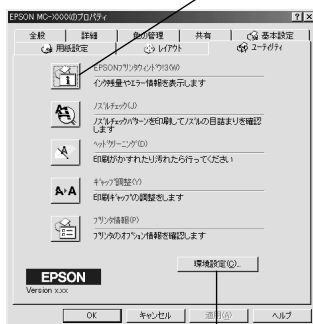 EPSON MC-XXXXのプロパティ
全般 詳細 色の管理 共有 基本設定
用紙設定 レイアウト ユーティリティ
EPSONプリンタウィンドウ!3(W)
インク残量やエラー情報を表示します
ノズルチェック(J)
ノズルチェックパターンを印刷してノズルの目詰まりを確認
します
ヘッドクリーニング(D)
印刷がかすれたり汚れたら行ってください
ギャップ調整(Y)
印刷ギャップの調整をします
プリンタ情報(P)
プリンタのオプション情報を確認します
環境設定(C)...
EPSON
Version x.xx
OK キャンセル 適用(A) ヘルプ